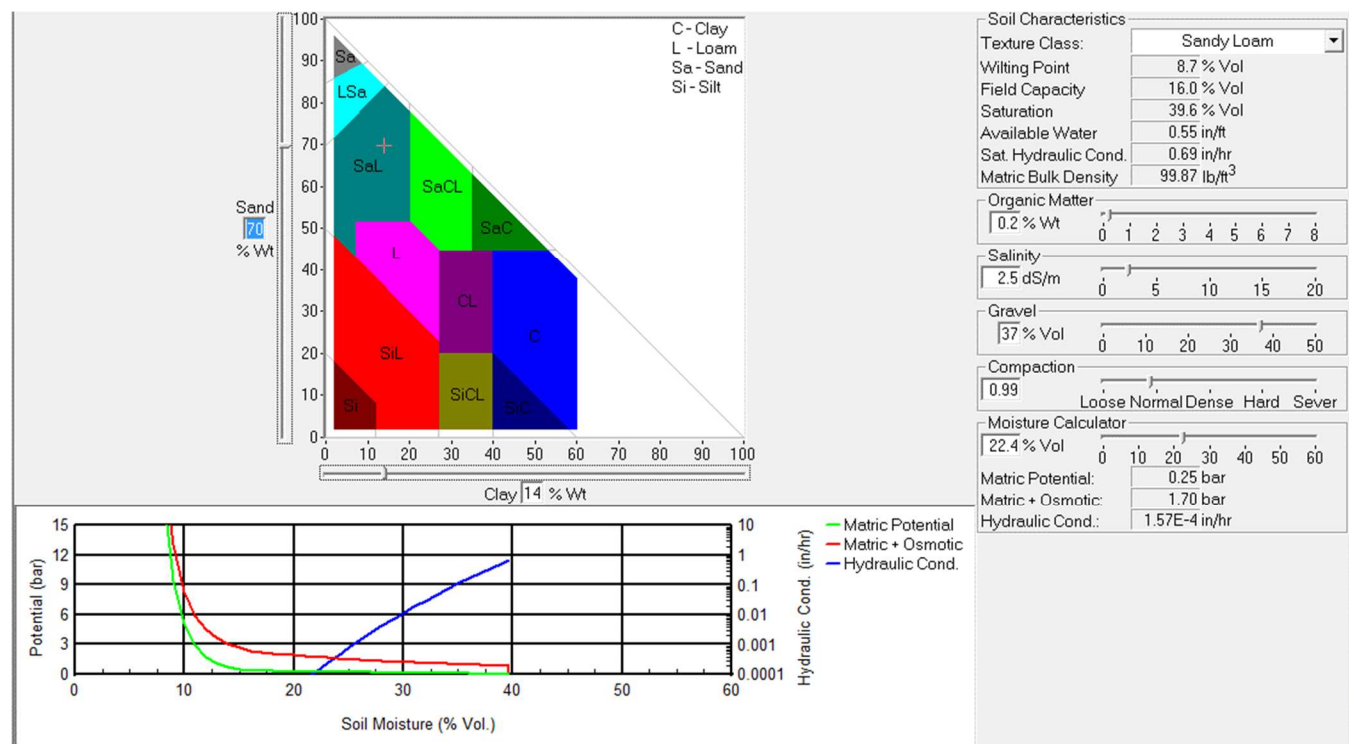 100
90
80
70
60
50
40
30
20
10
0
Sand
70
% Wt
C - Clay
L - Loam
Sa - Sand
Si - Silt
Sa
LSa
SaL
SaCL
SaC
L
CL
C
SiL
SiCL
SiC
Si
0 10 20 30 40 50 60 70 80 90 100
Clay 14 % Wt
Soil Characteristics
Texture Class: Sandy Loam
Wilting Point 8.7 % Vol
Field Capacity 16.0 % Vol
Saturation 39.6 % Vol
Available Water 0.55 in/ft
Sat. Hydraulic Cond. 0.69 in/hr
Matric Bulk Density 99.87 lb/ft3
Organic Matter
0.2 % Wt
0 1 2 3 4 5 6 7 8
Salinity
2.5 dS/m
0 5 10 15 20
Gravel
37 % Vol
0 10 20 30 40 50
Compaction
0.99
Loose Normal Dense Hard Sever
Moisture Calculator
22.4 % Vol
0 10 20 30 40 50 60
Matric Potential: 0.25 bar
Matric + Osmotic: 1.70 bar
Hydraulic Cond.: 1.57E-4 in/hr
Potential (bar)
15
12
9
6
3
0
0 10 20 30 40 50 60
Soil Moisture (% Vol.)
10
1
0.1
0.01
0.001
0.0001
Hydraulic Cond. (in/hr)
Matric Potential
Matric + Osmotic
Hydraulic Cond.